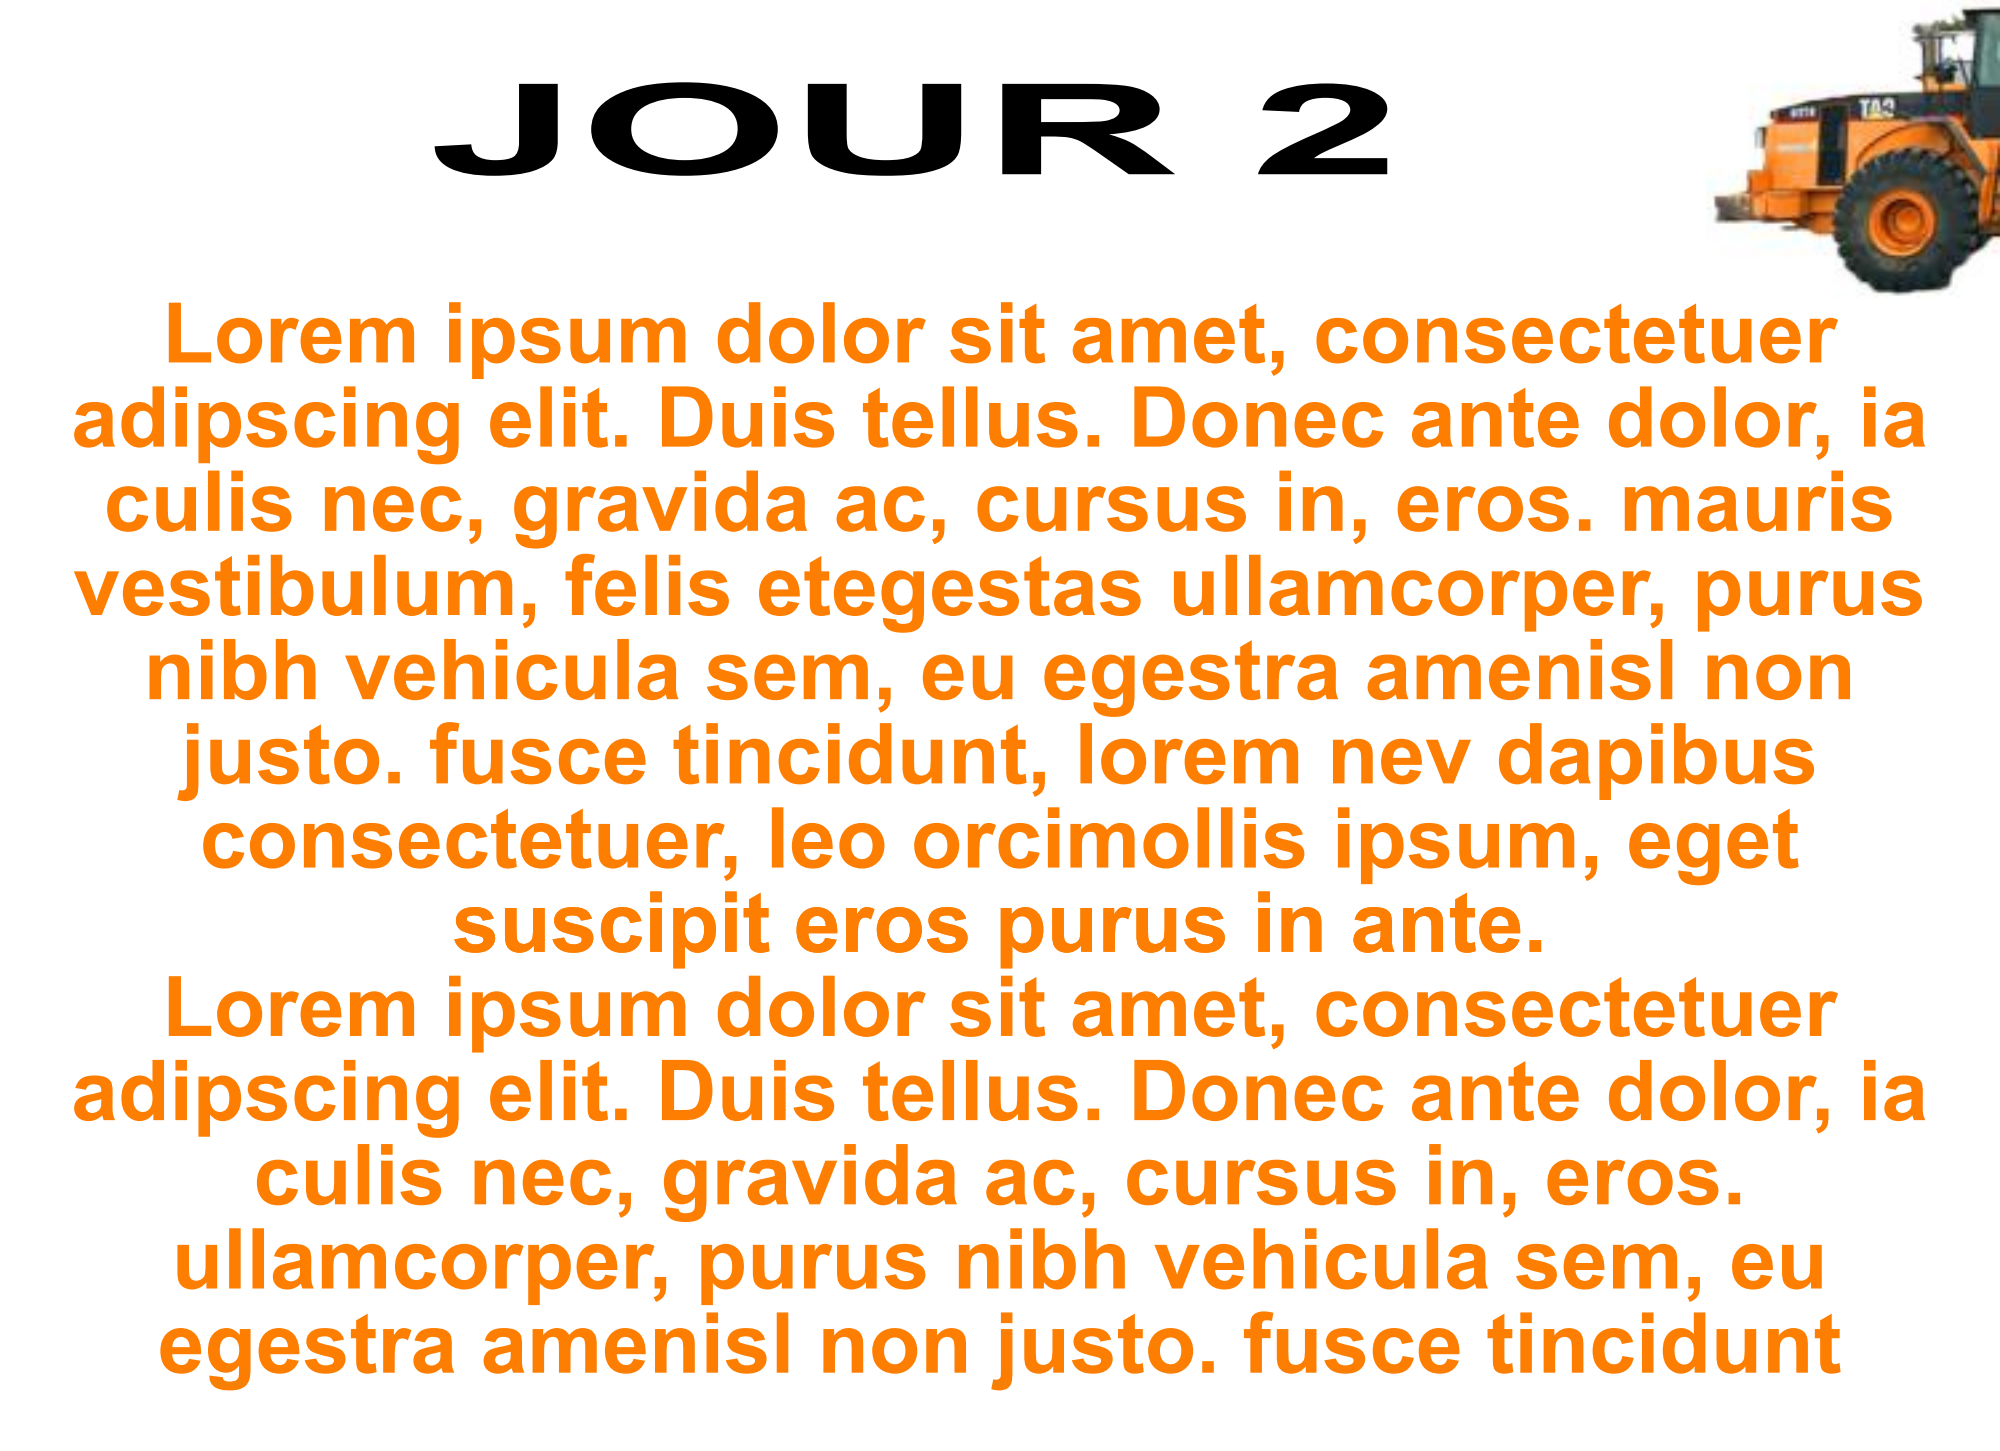 JOUR 2
Lorem ipsum dolor sit amet, consectetuer
adipscing elit. Duis tellus. Donec ante dolor, ia
culis nec, gravida ac, cursus in, eros. mauris
vestibulum, felis etegestas ullamcorper, purus
nibh vehicula sem, eu egestra amenisl non
justo. fusce tincidunt, lorem nev dapibus
consectetuer, leo orcimollis ipsum, eget
suscipit eros purus in ante.
Lorem ipsum dolor sit amet, consectetuer
adipscing elit. Duis tellus. Donec ante dolor, ia
culis nec, gravida ac, cursus in, eros.
ullamcorper, purus nibh vehicula sem, eu
egestra amenisl non justo. fusce tincidunt